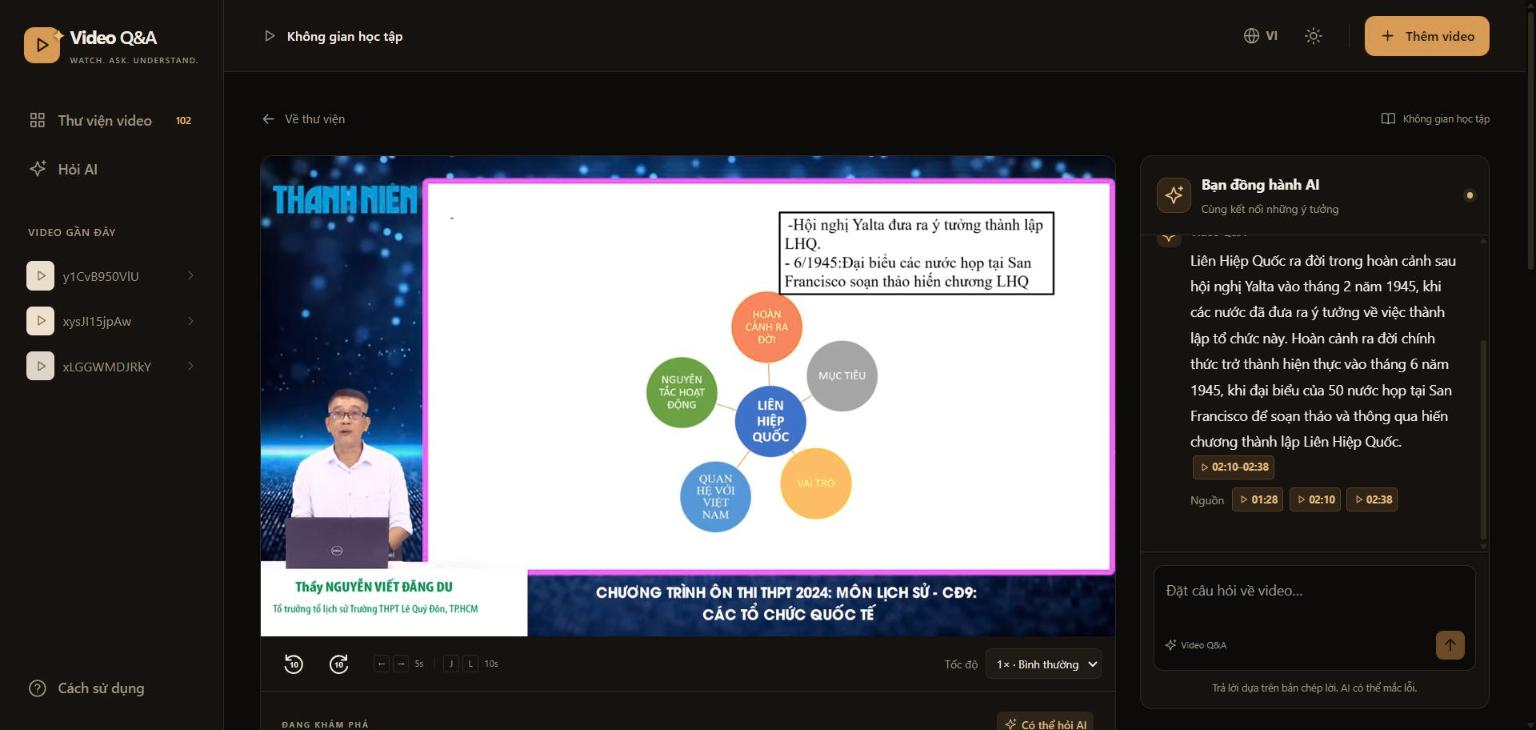 Video Q&A
WATCH. ASK. UNDERSTAND.
Thư viện video 102
Hỏi AI
VIDEO GẦN ĐÂY
y1CvB950VlU
xysJI15jpAw
xLGGWMDJRkY
Cách sử dụng
Không gian học tập
VI
Thêm video
Về thư viện
Không gian học tập
THANH NIÊN
-
-Hội nghị Yalta đưa ra ý tưởng thành lập
LHQ.
- 6/1945:Đại biểu các nước họp tại San
Francisco soạn thảo hiến chương LHQ
HOÀN
CẢNH RA
ĐỜI
MỤC TIÊU
NGUYÊN
TẮC HOẠT
ĐỘNG
LIÊN
HIỆP
QUỐC
QUAN
HỆ VỚI
VIỆT
NAM
VAI TRÒ
DELL
Thầy NGUYỄN VIẾT ĐĂNG DU
Tổ trưởng tổ lịch sử Trường THPT Lê Quý Đôn, TP.HCM
CHƯƠNG TRÌNH ÔN THI THPT 2024: MÔN LỊCH SỬ - CĐ9:
CÁC TỔ CHỨC QUỐC TẾ
10
10
← → 5s J L 10s
Tốc độ
1× · Bình thường
ĐANG KHÁM PHÁ
Có thể hỏi AI
Bạn đồng hành AI
Cùng kết nối những ý tưởng
Liên Hiệp Quốc ra đời trong hoàn cảnh sau
hội nghị Yalta vào tháng 2 năm 1945, khi
các nước đã đưa ra ý tưởng về việc thành
lập tổ chức này. Hoàn cảnh ra đời chính
thức trở thành hiện thực vào tháng 6 năm
1945, khi đại biểu của 50 nước họp tại San
Francisco để soạn thảo và thông qua hiến
chương thành lập Liên Hiệp Quốc.
02:10–02:38
Nguồn 01:28 02:10 02:38
Đặt câu hỏi về video...
Video Q&A
Trả lời dựa trên bản chép lời. AI có thể mắc lỗi.